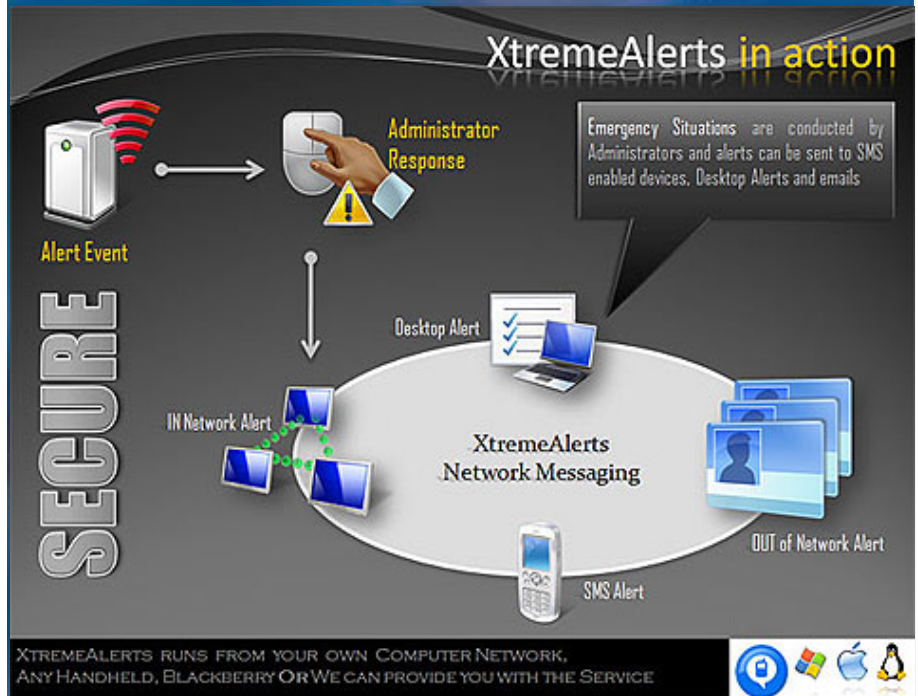 XtremeAlerts in action
Alert Event
Administrator
Response
Emergency Situations are conducted by
Administrators and alerts can be sent to SMS
enabled devices, Desktop Alerts and emails
SECURE
Desktop Alert
IN Network Alert
XtremeAlerts
Network Messaging
OUT of Network Alert
SMS Alert
XTREMEALERTS RUNS FROM YOUR OWN COMPUTER NETWORK,
ANY HANDHELD, BLACKBERRY OR WE CAN PROVIDE YOU WITH THE SERVICE